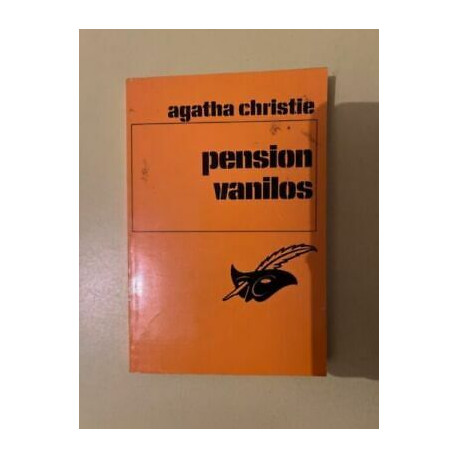 agatha christie
pension
vanilos